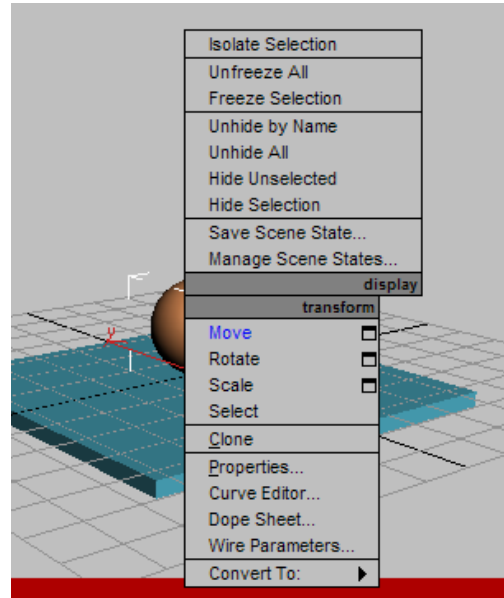 Isolate Selection
Unfreeze All
Freeze Selection
Unhide by Name
Unhide All
Hide Unselected
Hide Selection
Save Scene State...
Manage Scene States...
display
transform
Move
Rotate
Scale
Select
Clone
Properties...
Curve Editor...
Dope Sheet...
Wire Parameters...
Convert To:
y